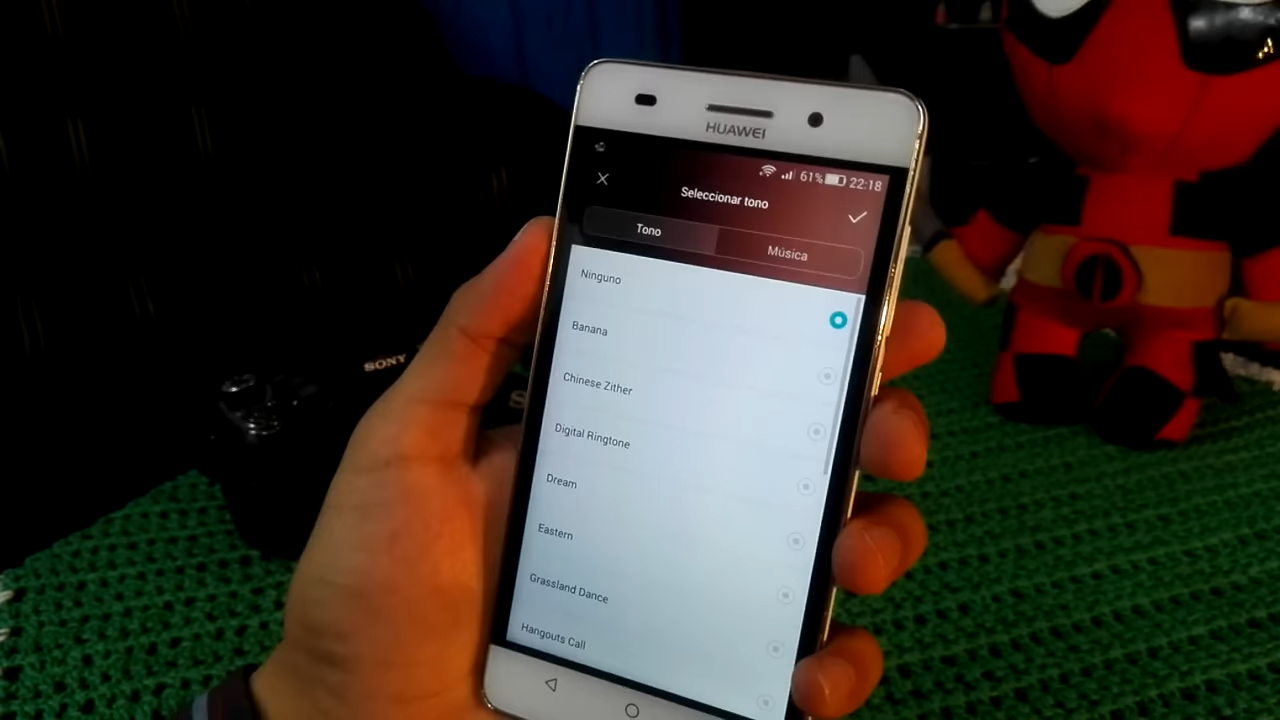 HUAWEI
61% 22:18
Seleccionar tono
Tono Música
Ninguno
Banana
Chinese Zither
Digital Ringtone
Dream
Eastern
Grassland Dance
Hangouts Call
SONY